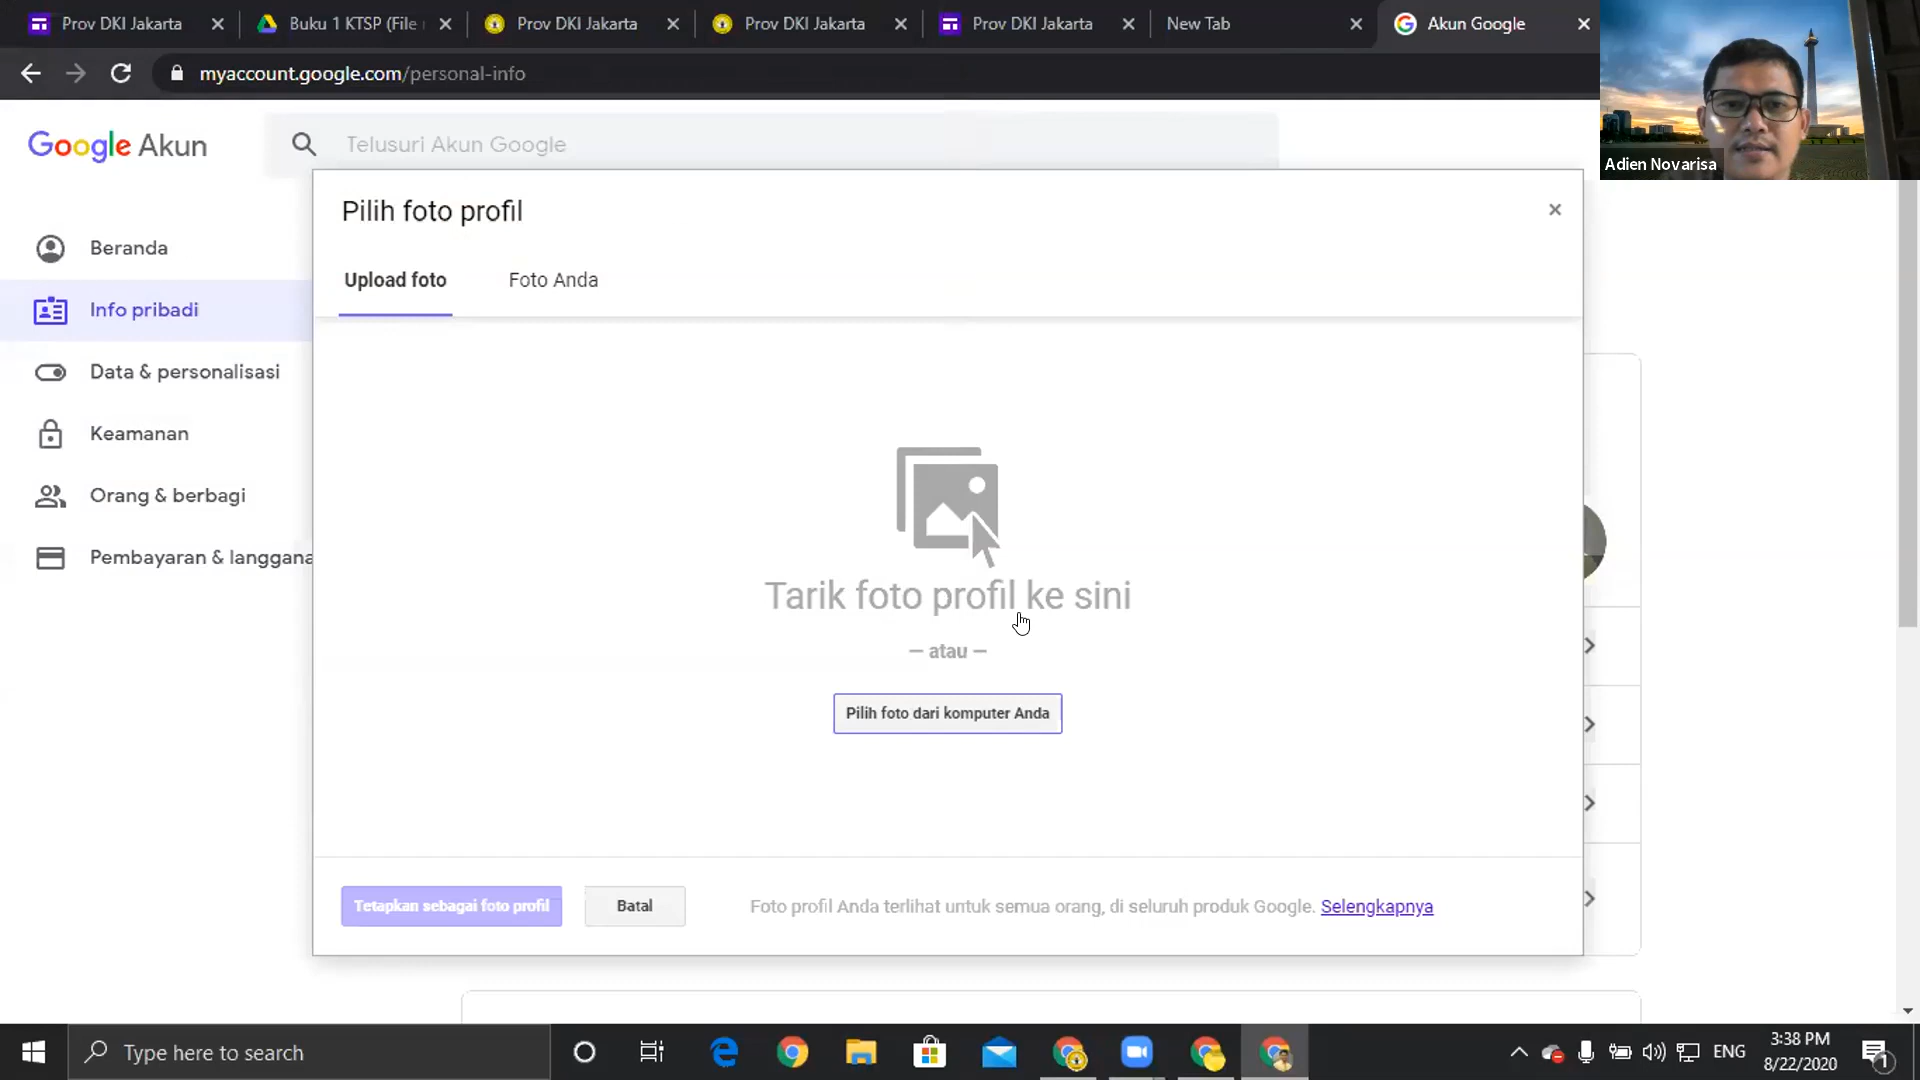 Prov DKI Jakarta
Buku 1 KTSP (File
Prov DKI Jakarta
Prov DKI Jakarta
Prov DKI Jakarta
New Tab
Akun Google
myaccount.google.com/personal-info
Adien Novarisa
Google Akun
Telusuri Akun Google
Pilih foto profil
Upload foto
Foto Anda
Beranda
Info pribadi
Data & personalisasi
Keamanan
Orang & berbagi
Pembayaran & langgana
Tarik foto profil ke sini
— atau —
Pilih foto dari komputer Anda
Tetapkan sebagai foto profil
Batal
Foto profil Anda terlihat untuk semua orang, di seluruh produk Google. Selengkapnya
Type here to search
ENG
3:38 PM
8/22/2020
1